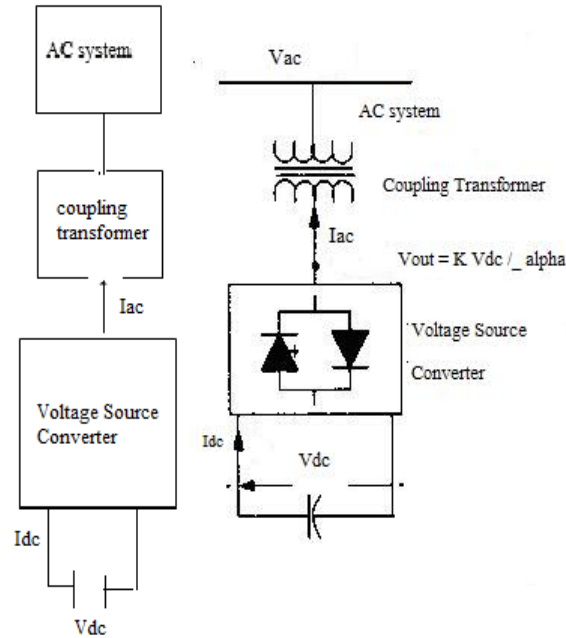 AC system
coupling
transformer
Iac
Voltage Source
Converter
Idc
Vdc
Vac
AC system
Coupling Transformer
Iac
Vout = K Vdc /_ alpha
Voltage Source
Converter
Idc
Vdc